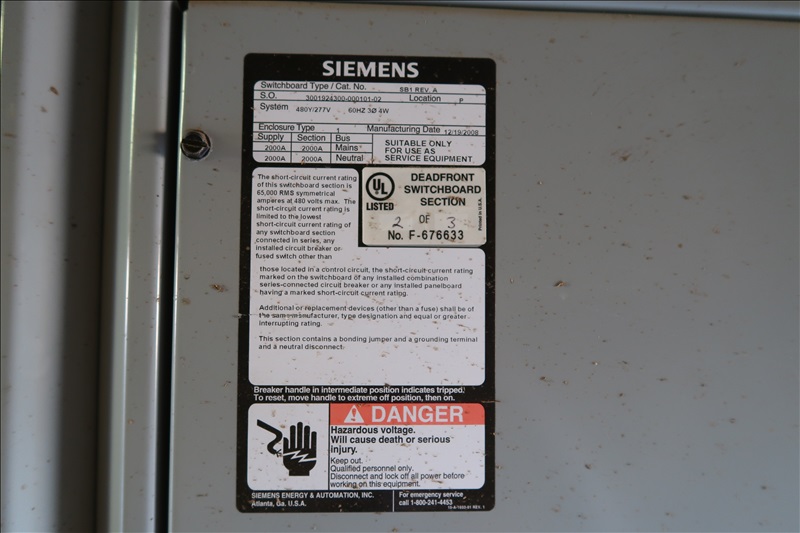 SIEMENS
Switchboard Type / Cat. No. SB1 REV. A
S.O. 3001924300-000101-02 Location P
System 480Y/277V 60HZ 3Ø 4W
Enclosure Type 1 Manufacturing Date 12/19/2008
Supply Section Bus
2000A 2000A Mains
2000A 2000A Neutral
SUITABLE ONLY
FOR USE AS
SERVICE EQUIPMENT
The short-circuit current rating
of this switchboard section is
65,000 RMS symmetrical
amperes at 480 volts max. The
short-circuit current rating is
limited to the lowest
short-circuit current rating of
any switchboard section
connected in series, any
installed circuit breaker or
fused switch other than
UL
LISTED
DEADFRONT
SWITCHBOARD
SECTION
2 OF 3
No. F-676633
Printed in U.S.A.
those located in a control circuit, the short-circuit-current rating
marked on the switchboard of any installed combination
series-connected circuit breaker or any installed panelboard
having a marked short-circuit current rating.
Additional or replacement devices (other than a fuse) shall be of
the same manufacturer, type designation and equal or greater
interrupting rating.
This section contains a bonding jumper and a grounding terminal
and a neutral disconnect.
Breaker handle in intermediate position indicates tripped.
To reset, move handle to extreme off position, then on.
DANGER
Hazardous voltage.
Will cause death or serious
injury.
Keep out.
Qualified personnel only.
Disconnect and lock off all power before
working on this equipment.
SIEMENS ENERGY & AUTOMATION, INC.
Atlanta, Ga. U.S.A.
For emergency service
call 1-800-241-4453